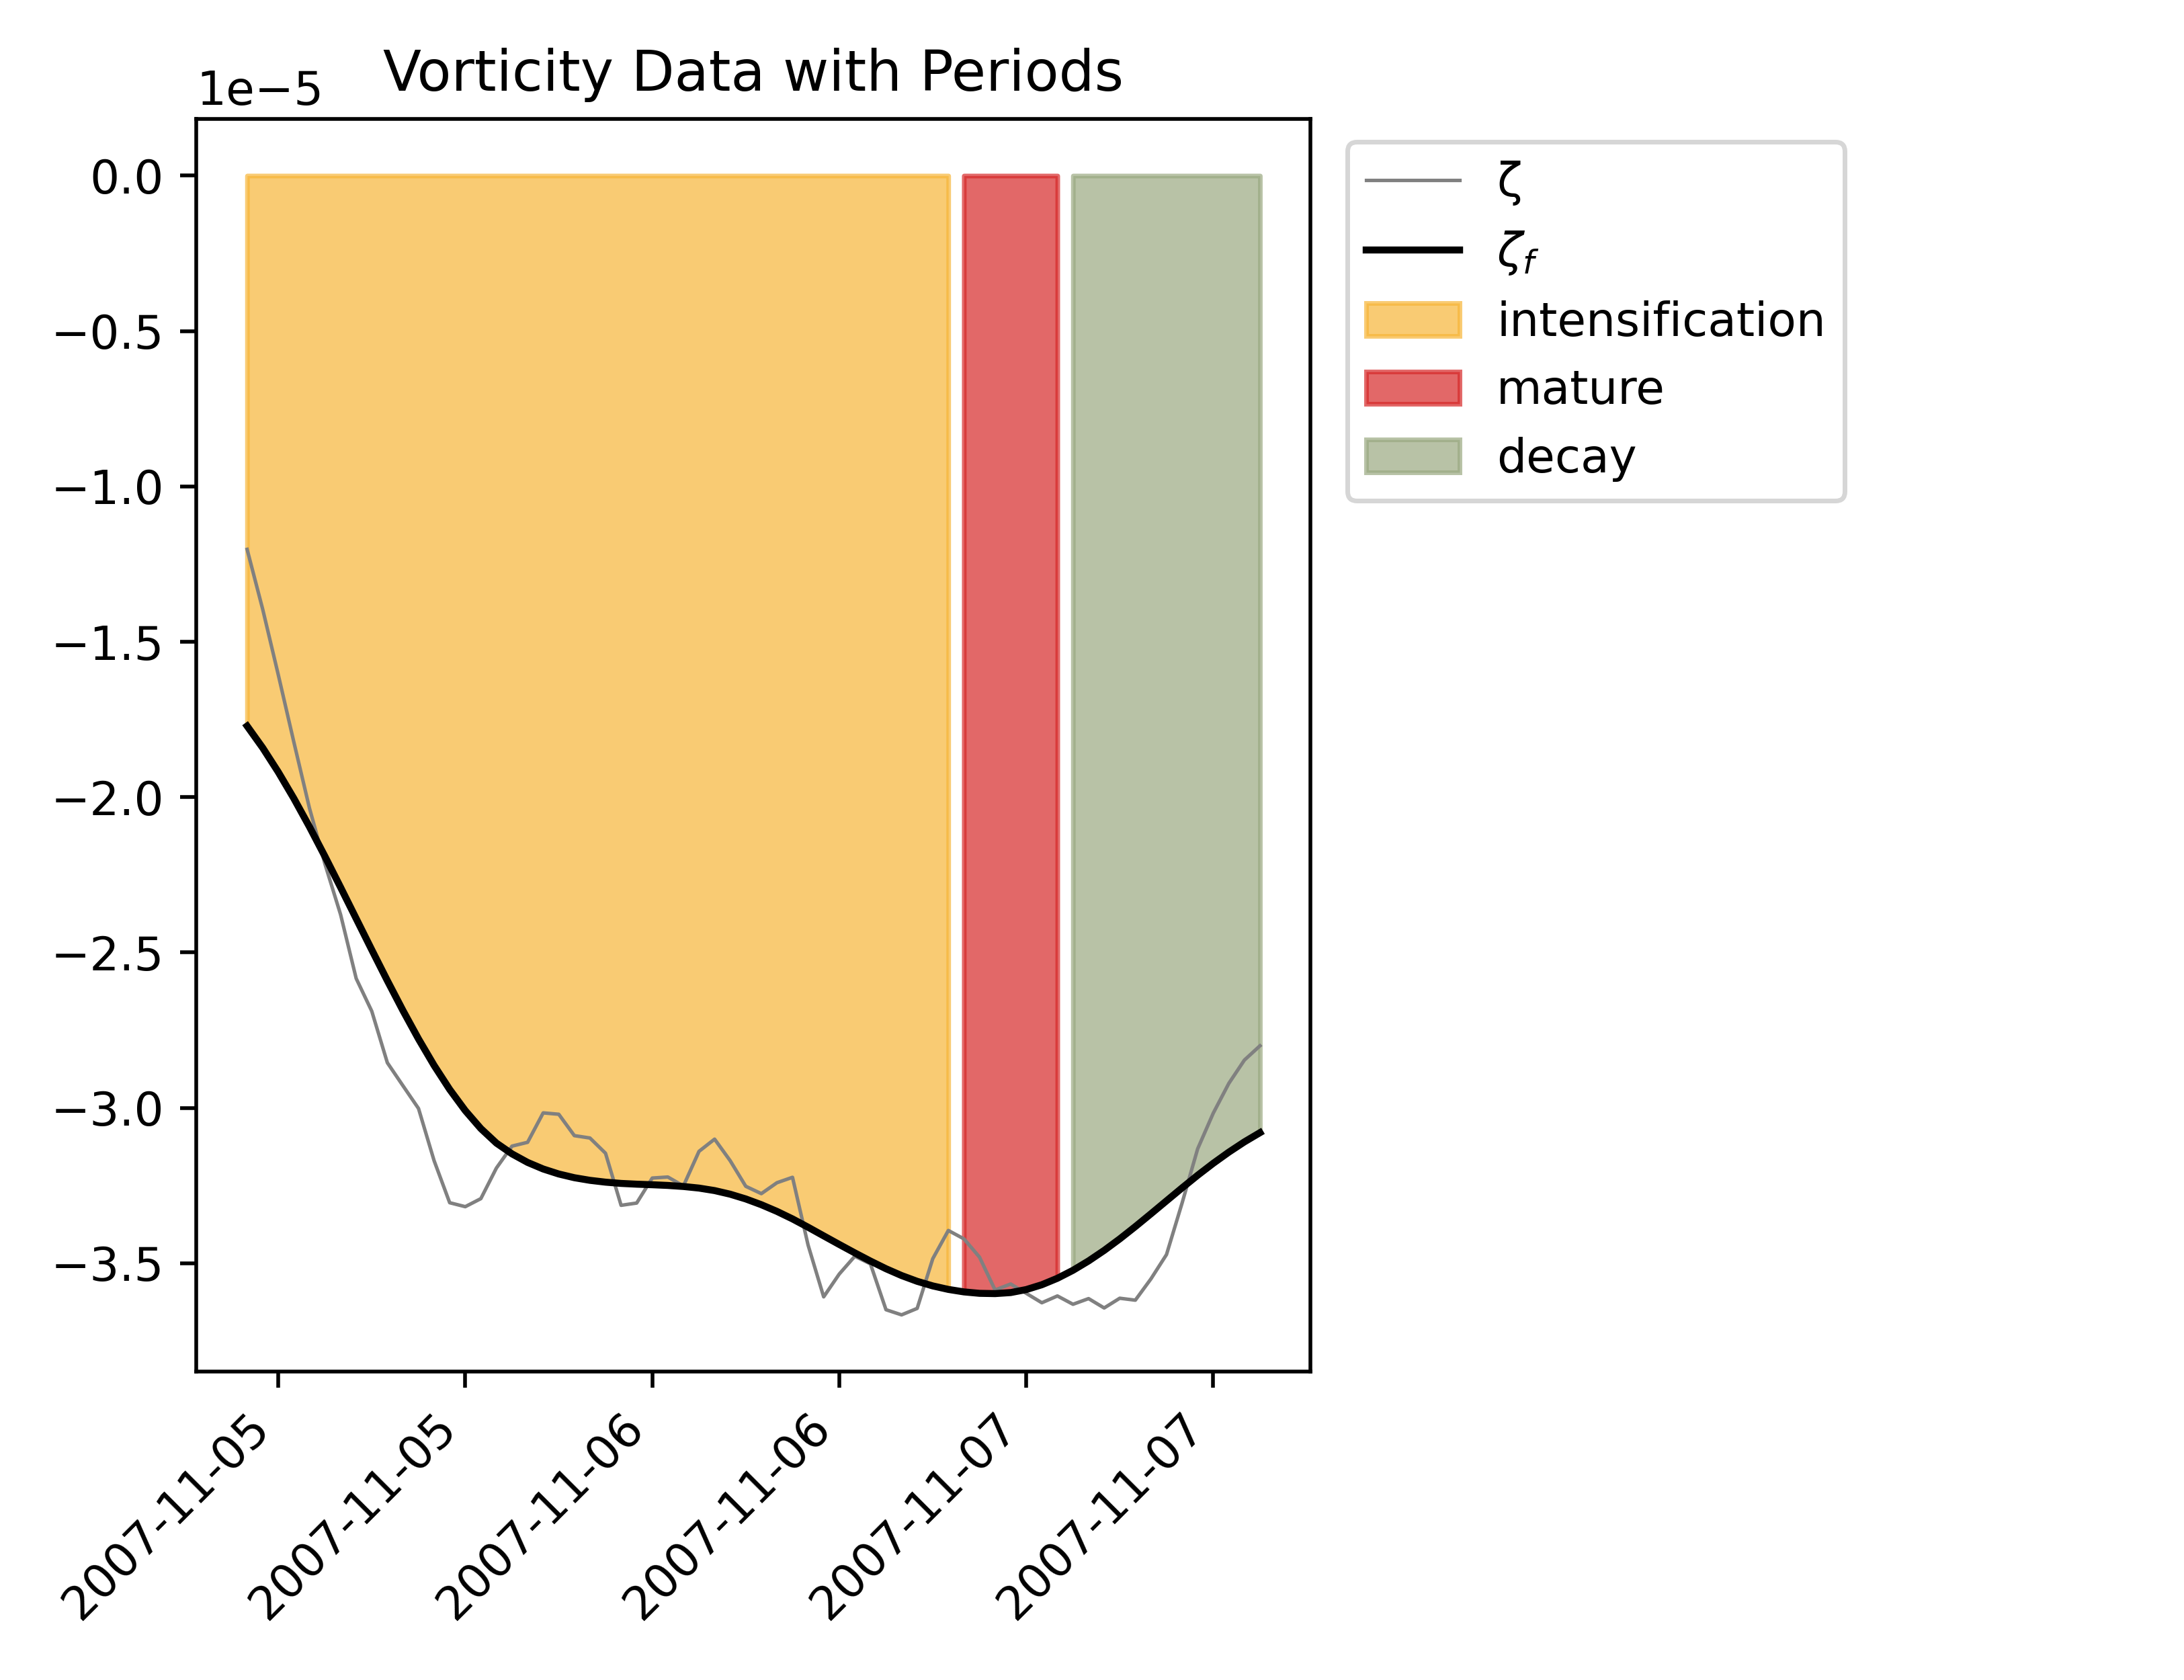 Vorticity Data with Periods
1e−5
0.0
−0.5
−1.0
−1.5
−2.0
−2.5
−3.0
−3.5
2007-11-05
2007-11-05
2007-11-06
2007-11-06
2007-11-07
2007-11-07
ζ
ζf
intensification
mature
decay